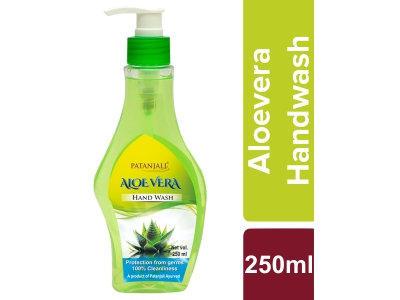 PATANJALI
ALOE VERA
HAND WASH
Net vol.
250 ml
Protection from germs
100% Cleanliness
A product of Patanjali Ayurved
Aloevera
Handwash
250ml